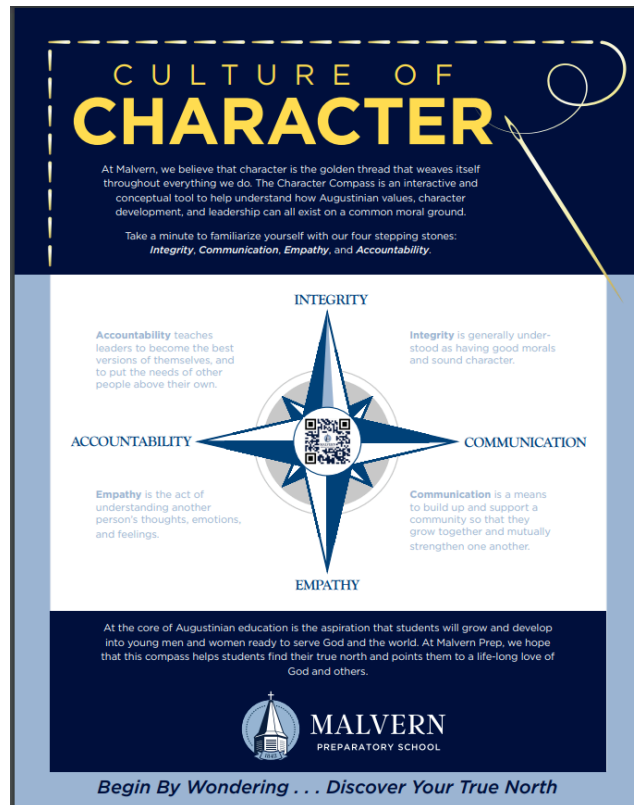 CULTURE OF
CHARACTER
At Malvern, we believe that character is the golden thread that weaves itself
throughout everything we do. The Character Compass is an interactive and
conceptual tool to help understand how Augustinian values, character
development, and leadership can all exist on a common moral ground.
Take a minute to familiarize yourself with our four stepping stones:
Integrity, Communication, Empathy, and Accountability.
INTEGRITY
Accountability teaches
leaders to become the best
versions of themselves, and
to put the needs of other
people above their own.
Integrity is generally under-
stood as having good morals
and sound character.
ACCOUNTABILITY
MALVERN
COMMUNICATION
Empathy is the act of
understanding another
person's thoughts, emotions,
and feelings.
Communication is a means
to build up and support a
community so that they
grow together and mutually
strengthen one another.
EMPATHY
At the core of Augustinian education is the aspiration that students will grow and develop
into young men and women ready to serve God and the world. At Malvern Prep, we hope
that this compass helps students find their true north and points them to a life-long love of
God and others.
MALVERN
PREPARATORY SCHOOL
Begin By Wondering . . . Discover Your True North